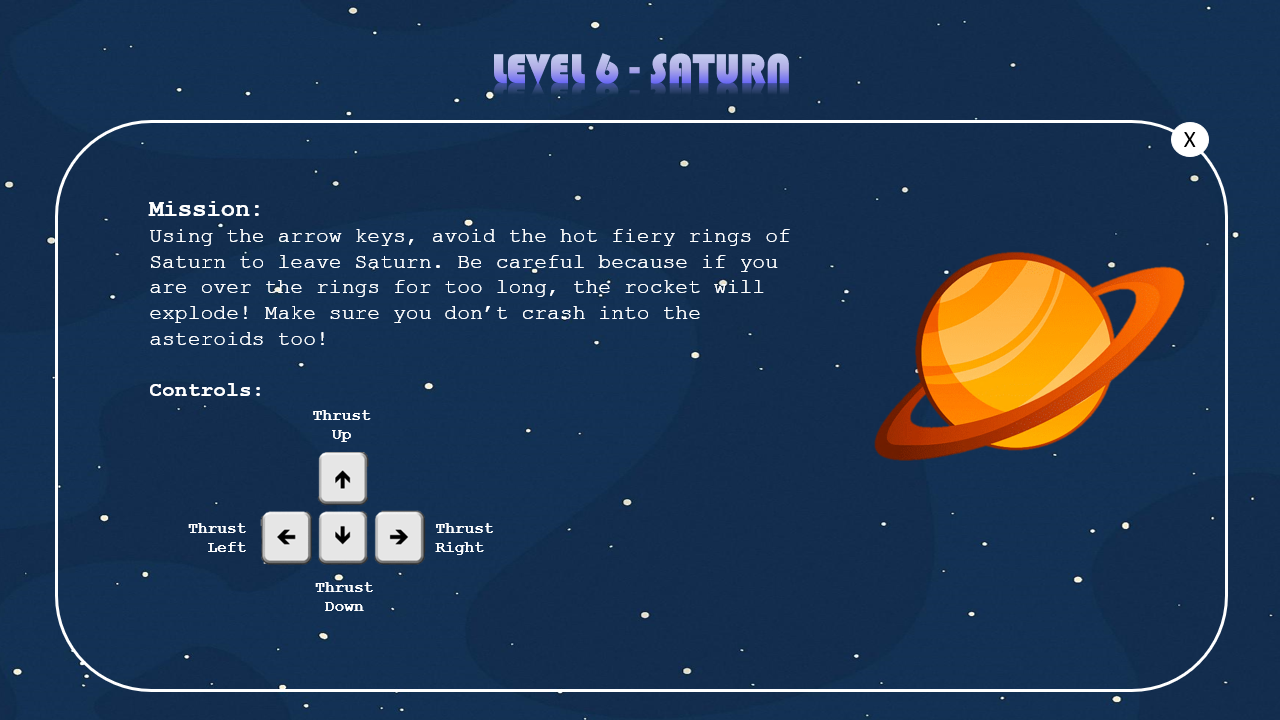 LEVEL 6 - SATURN
X
Mission:
Using the arrow keys, avoid the hot fiery rings of
Saturn to leave Saturn. Be careful because if you
are over the rings for too long, the rocket will
explode! Make sure you don’t crash into the
asteroids too!
Controls:
Thrust
Up
Thrust
Left
Thrust
Right
Thrust
Down